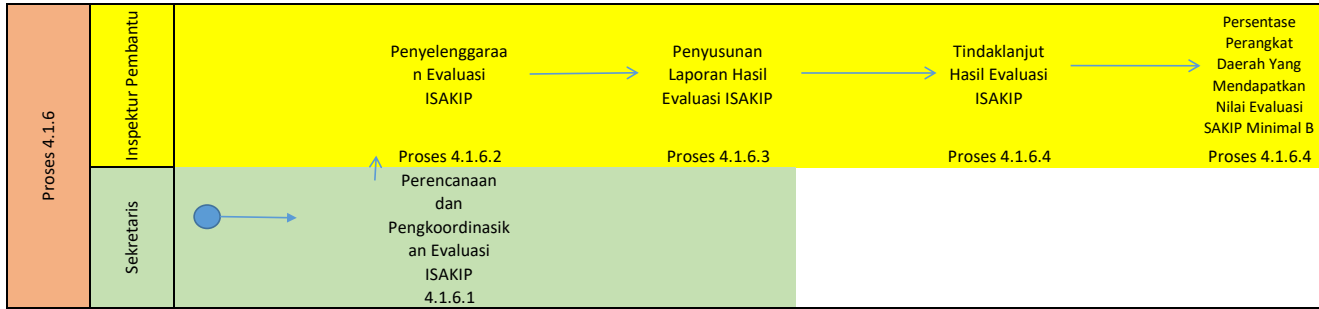 Proses 4.1.6
Inspektur Pembantu
Penyelenggaraa
n Evaluasi
ISAKIP
Proses 4.1.6.2
Penyusunan
Laporan Hasil
Evaluasi ISAKIP
Proses 4.1.6.3
Tindaklanjut
Hasil Evaluasi
ISAKIP
Proses 4.1.6.4
Persentase
Perangkat
Daerah Yang
Mendapatkan
Nilai Evaluasi
SAKIP Minimal B
Proses 4.1.6.4
Sekretaris
Perencanaan
dan
Pengkoordinasik
an Evaluasi
ISAKIP
4.1.6.1